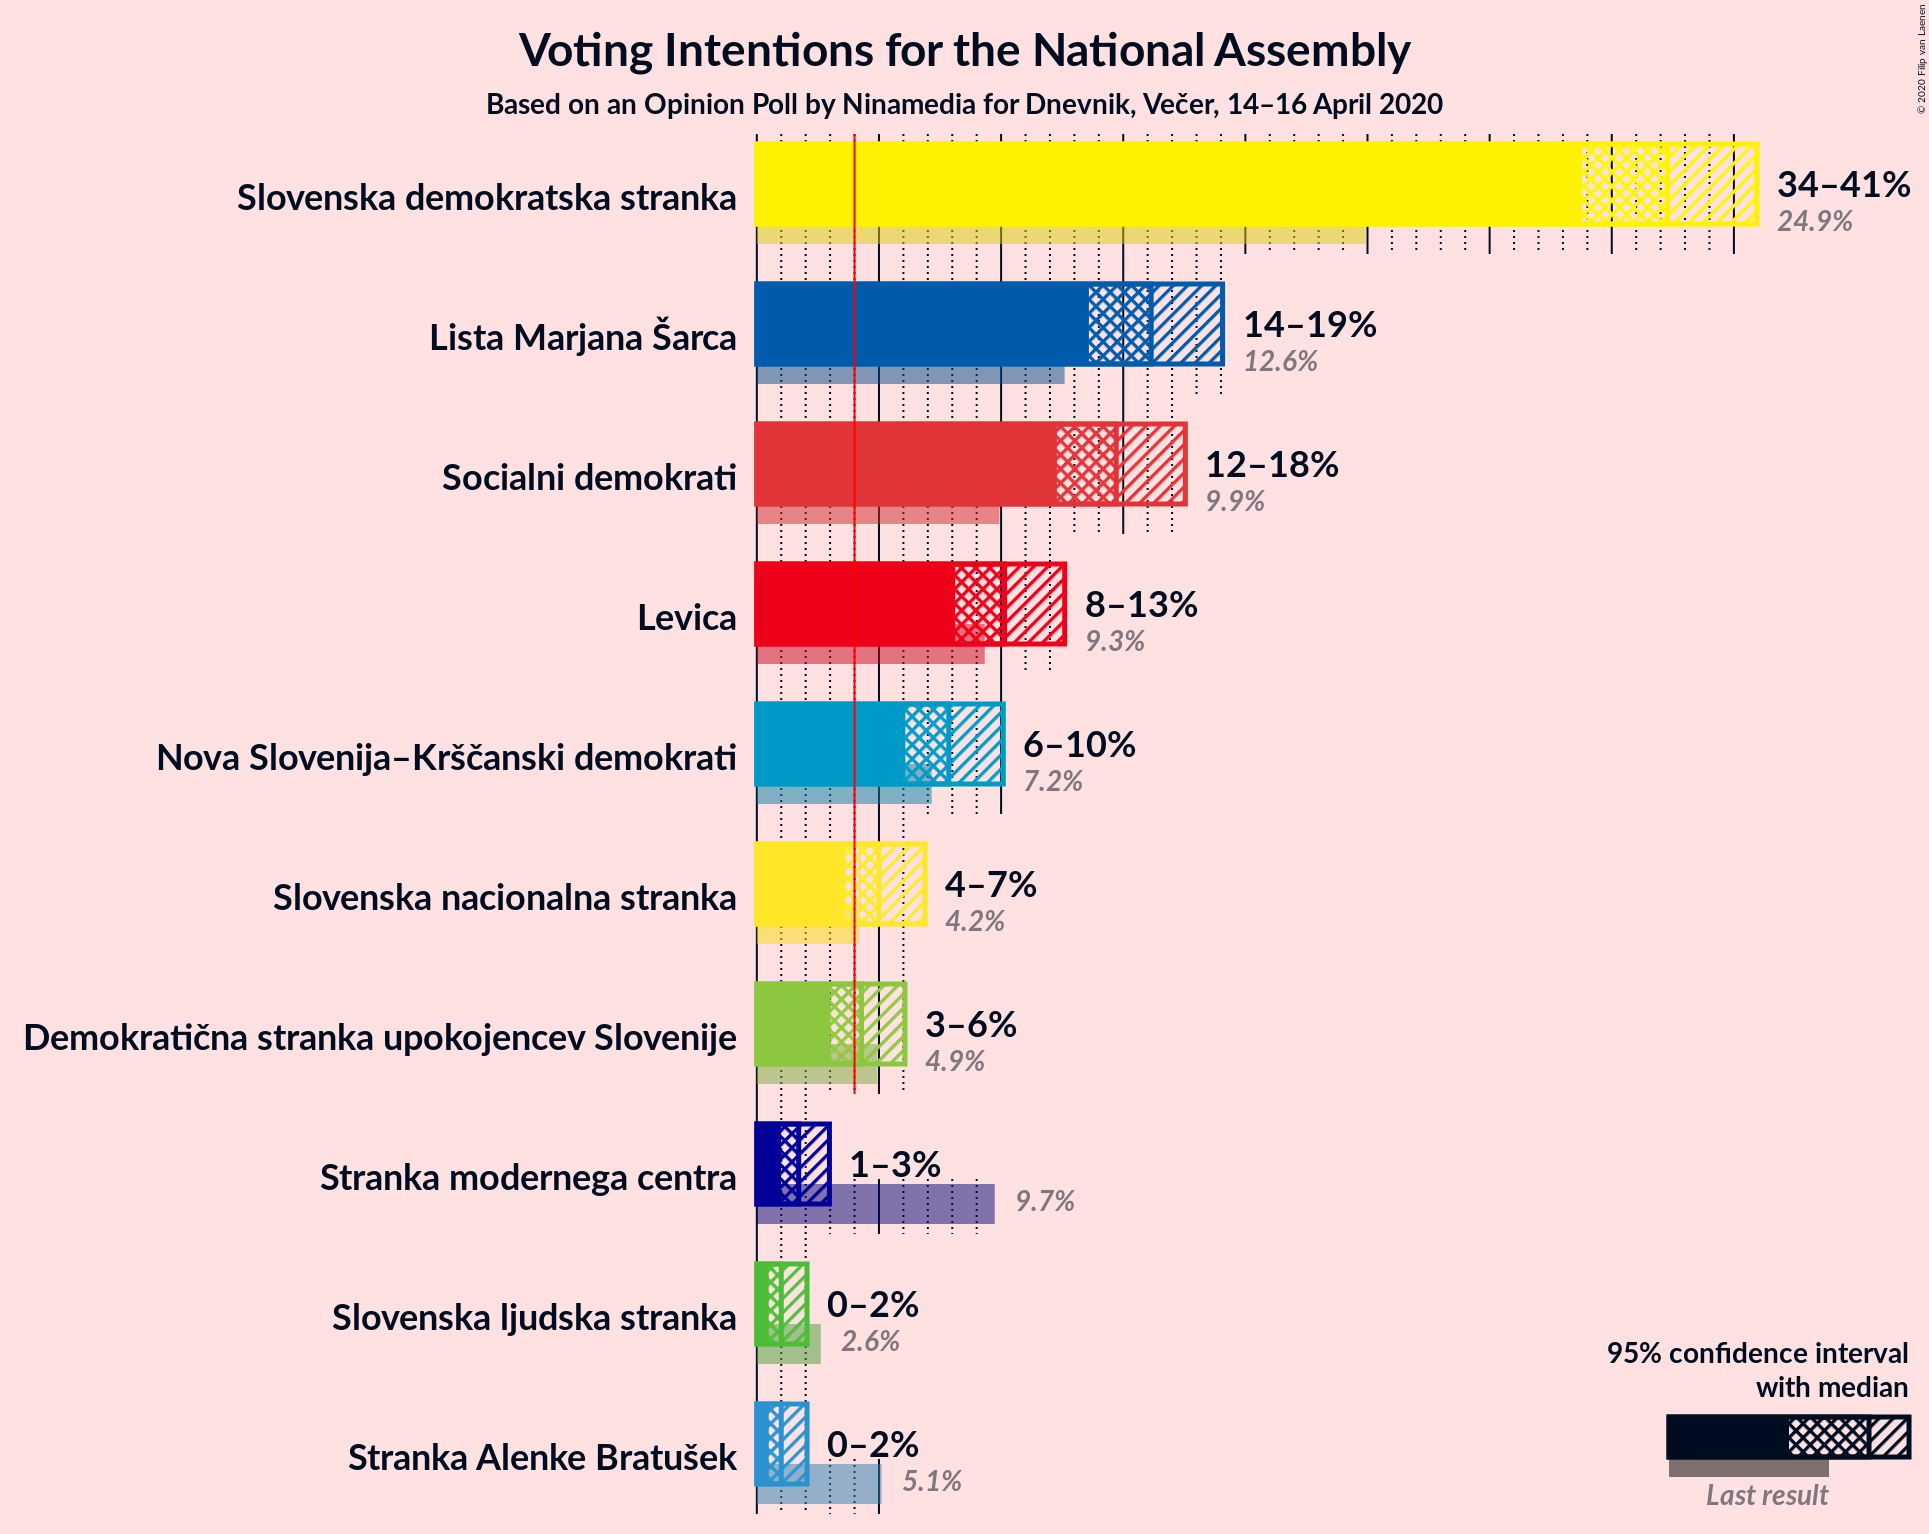 Voting Intentions for the National Assembly
Based on an Opinion Poll by Ninamedia for Dnevnik, Večer, 14–16 April 2020
© 2020 Filip van Laenen
Slovenska demokratska stranka
34–41%
24.9%
Lista Marjana Šarca
14–19%
12.6%
Socialni demokrati
12–18%
9.9%
Levica
8–13%
9.3%
Nova Slovenija–Krščanski demokrati
6–10%
7.2%
Slovenska nacionalna stranka
4–7%
4.2%
Demokratična stranka upokojencev Slovenije
3–6%
4.9%
Stranka modernega centra
1–3%
9.7%
Slovenska ljudska stranka
0–2%
2.6%
Stranka Alenke Bratušek
0–2%
5.1%
95% confidence interval
with median
Last result